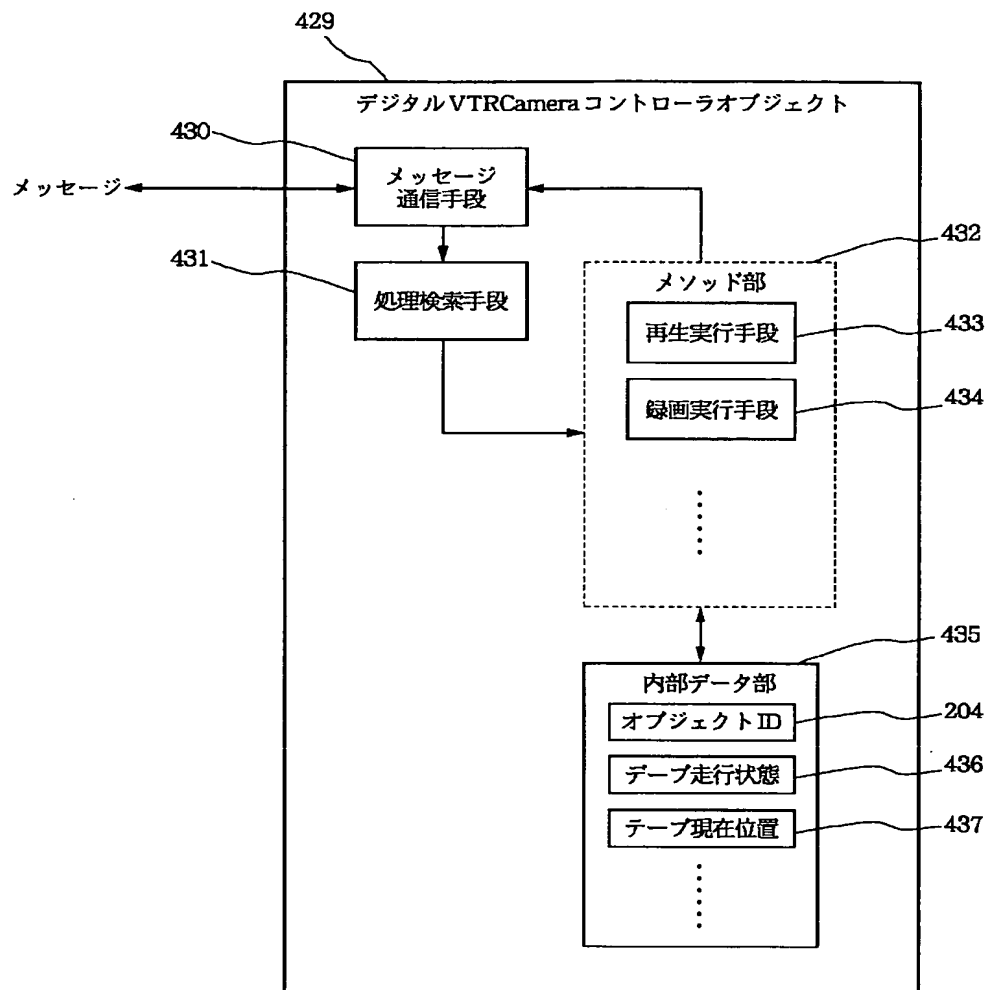 429
デジタルVTRCameraコントローラオブジェクト
430
メッセージ
メッセージ
通信手段
431
処理検索手段
432
メソッド部
再生実行手段
433
録画実行手段
434
435
内部データ部
オブジェクトID
204
デープ走行状態
436
テープ現在位置
437